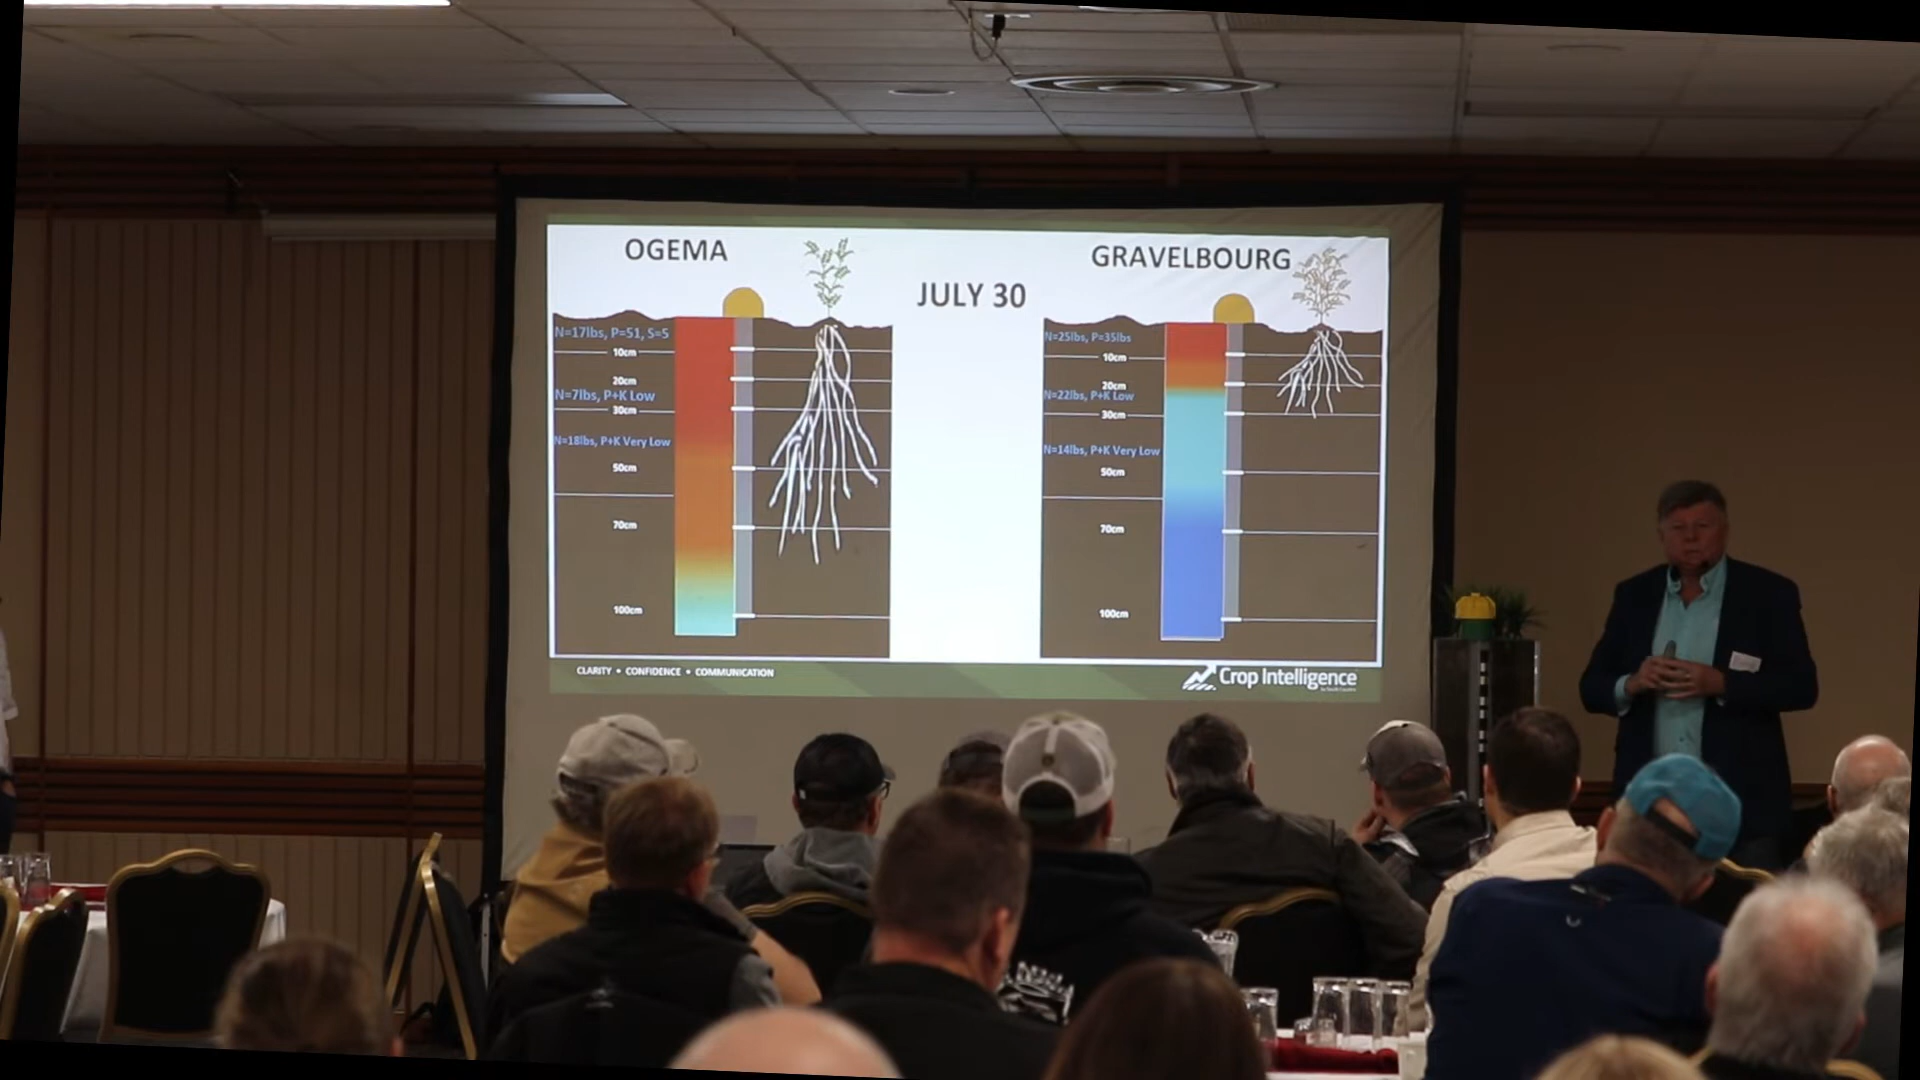 OGEMA
GRAVELBOURG
JULY 30
N=17lbs, P=51, S=5
10cm
20cm
N=7lbs, P+K Low
30cm
N=18lbs, P+K Very Low
50cm
70cm
100cm
N=25lbs, P=35lbs
10cm
20cm
N=22lbs, P+K Low
30cm
N=14lbs, P+K Very Low
50cm
70cm
100cm
CLARITY • CONFIDENCE • COMMUNICATION
Crop Intelligence